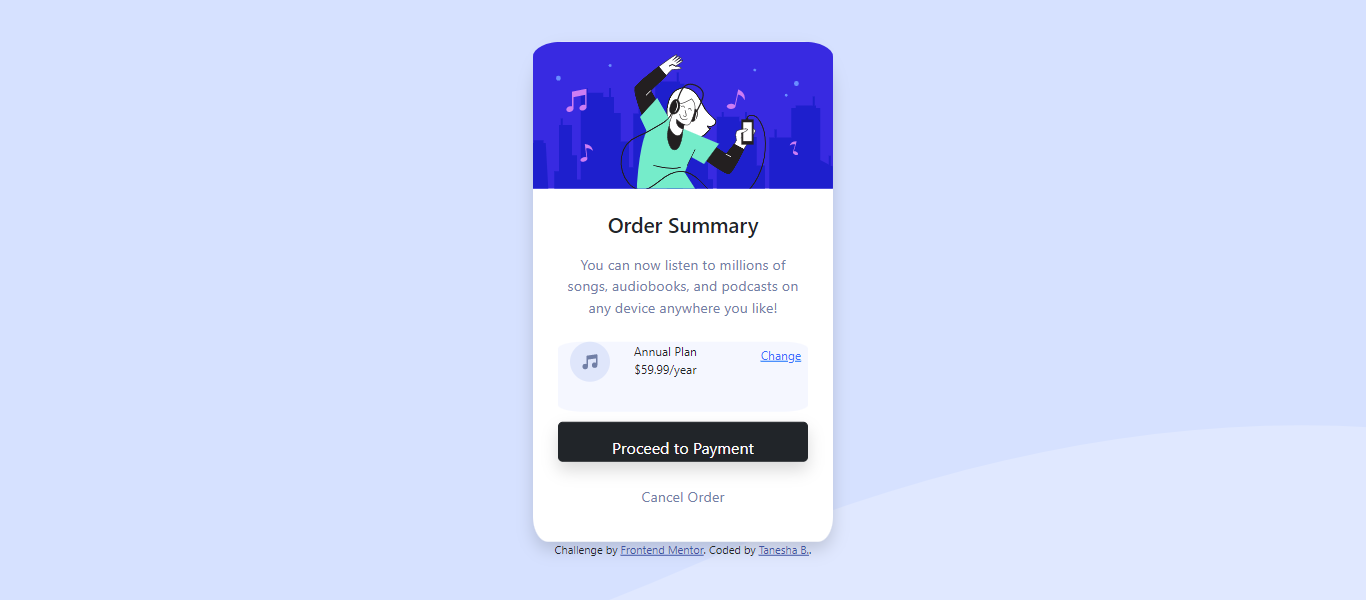 Order Summary
You can now listen to millions of
songs, audiobooks, and podcasts on
any device anywhere you like!
Annual Plan
Change
$59.99/year
Proceed to Payment
Cancel Order
Challenge by Frontend Mentor. Coded by Tanesha B..